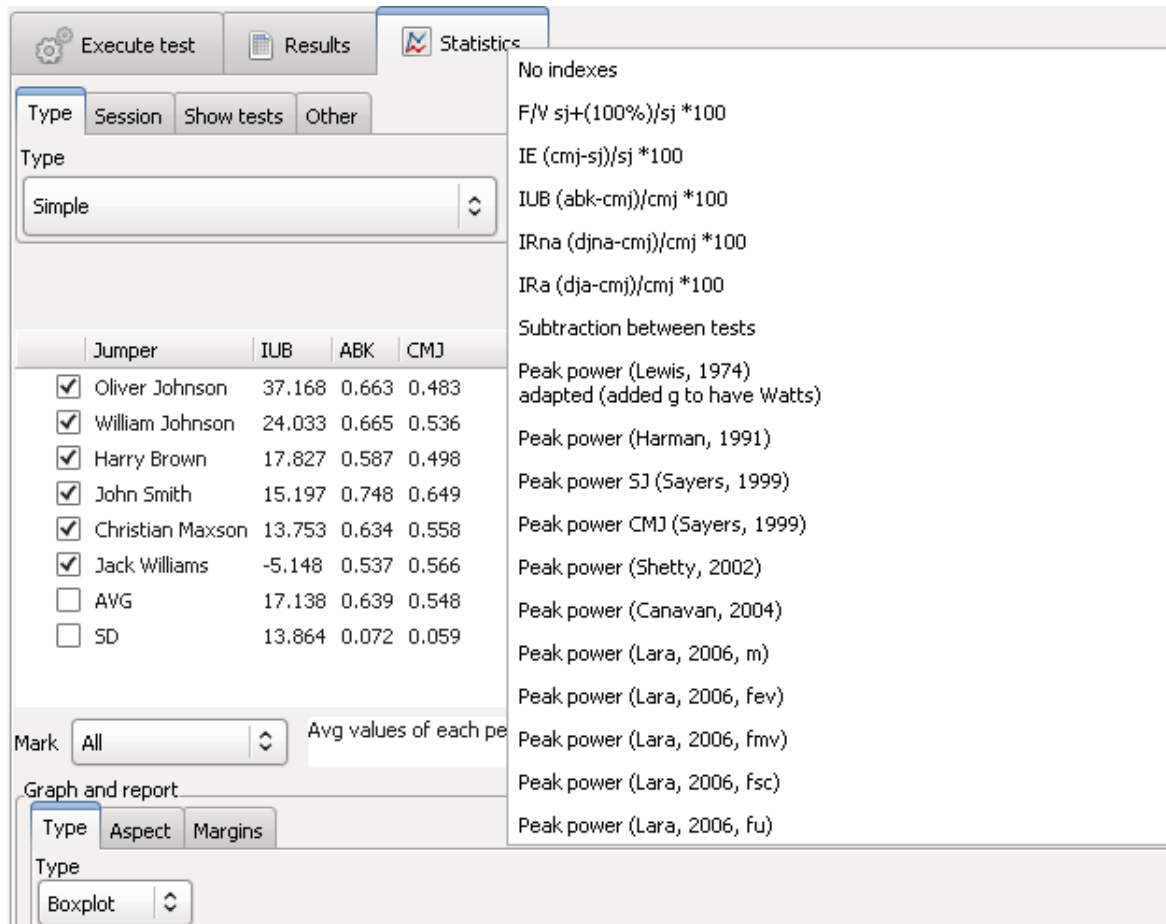 Execute test Results Statistics
Type Session Show tests Other
Type
Simple
Jumper IUB ABK CMJ
Oliver Johnson 37.168 0.663 0.483
William Johnson 24.033 0.665 0.536
Harry Brown 17.827 0.587 0.498
John Smith 15.197 0.748 0.649
Christian Maxson 13.753 0.634 0.558
Jack Williams -5.148 0.537 0.566
AVG 17.138 0.639 0.548
SD 13.864 0.072 0.059
Mark All Avg values of each pe
Graph and report
Type Aspect Margins
Type
Boxplot
No indexes
F/V sj+(100%)/sj *100
IE (cmj-sj)/sj *100
IUB (abk-cmj)/cmj *100
IRna (djna-cmj)/cmj *100
IRa (dja-cmj)/cmj *100
Subtraction between tests
Peak power (Lewis, 1974)
adapted (added g to have Watts)
Peak power (Harman, 1991)
Peak power SJ (Sayers, 1999)
Peak power CMJ (Sayers, 1999)
Peak power (Shetty, 2002)
Peak power (Canavan, 2004)
Peak power (Lara, 2006, m)
Peak power (Lara, 2006, fev)
Peak power (Lara, 2006, fmv)
Peak power (Lara, 2006, fsc)
Peak power (Lara, 2006, fu)